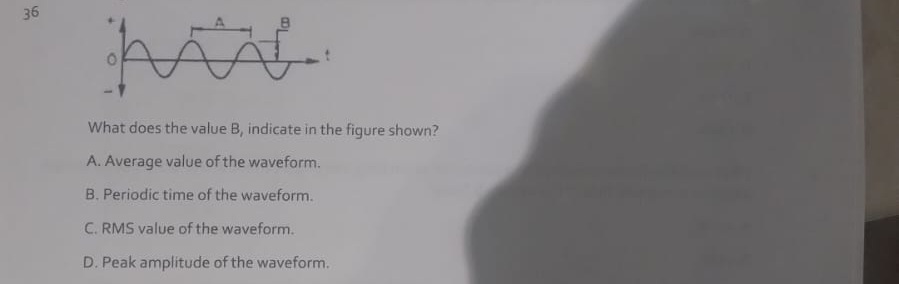 36
+ A B
0 t
-
What does the value B, indicate in the figure shown?
A. Average value of the waveform.
B. Periodic time of the waveform.
C. RMS value of the waveform.
D. Peak amplitude of the waveform.